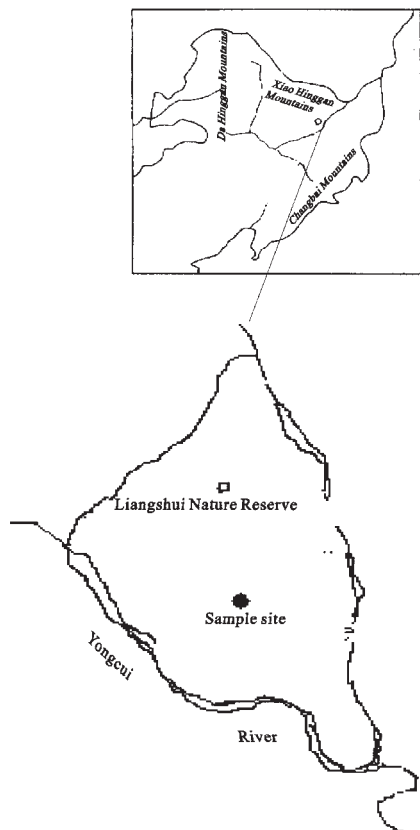 Da Hinggan Mountains
Xiao Hinggan
Mountains
Changbai Mountains
Liangshui Nature Reserve
Sample site
Yongcui
River